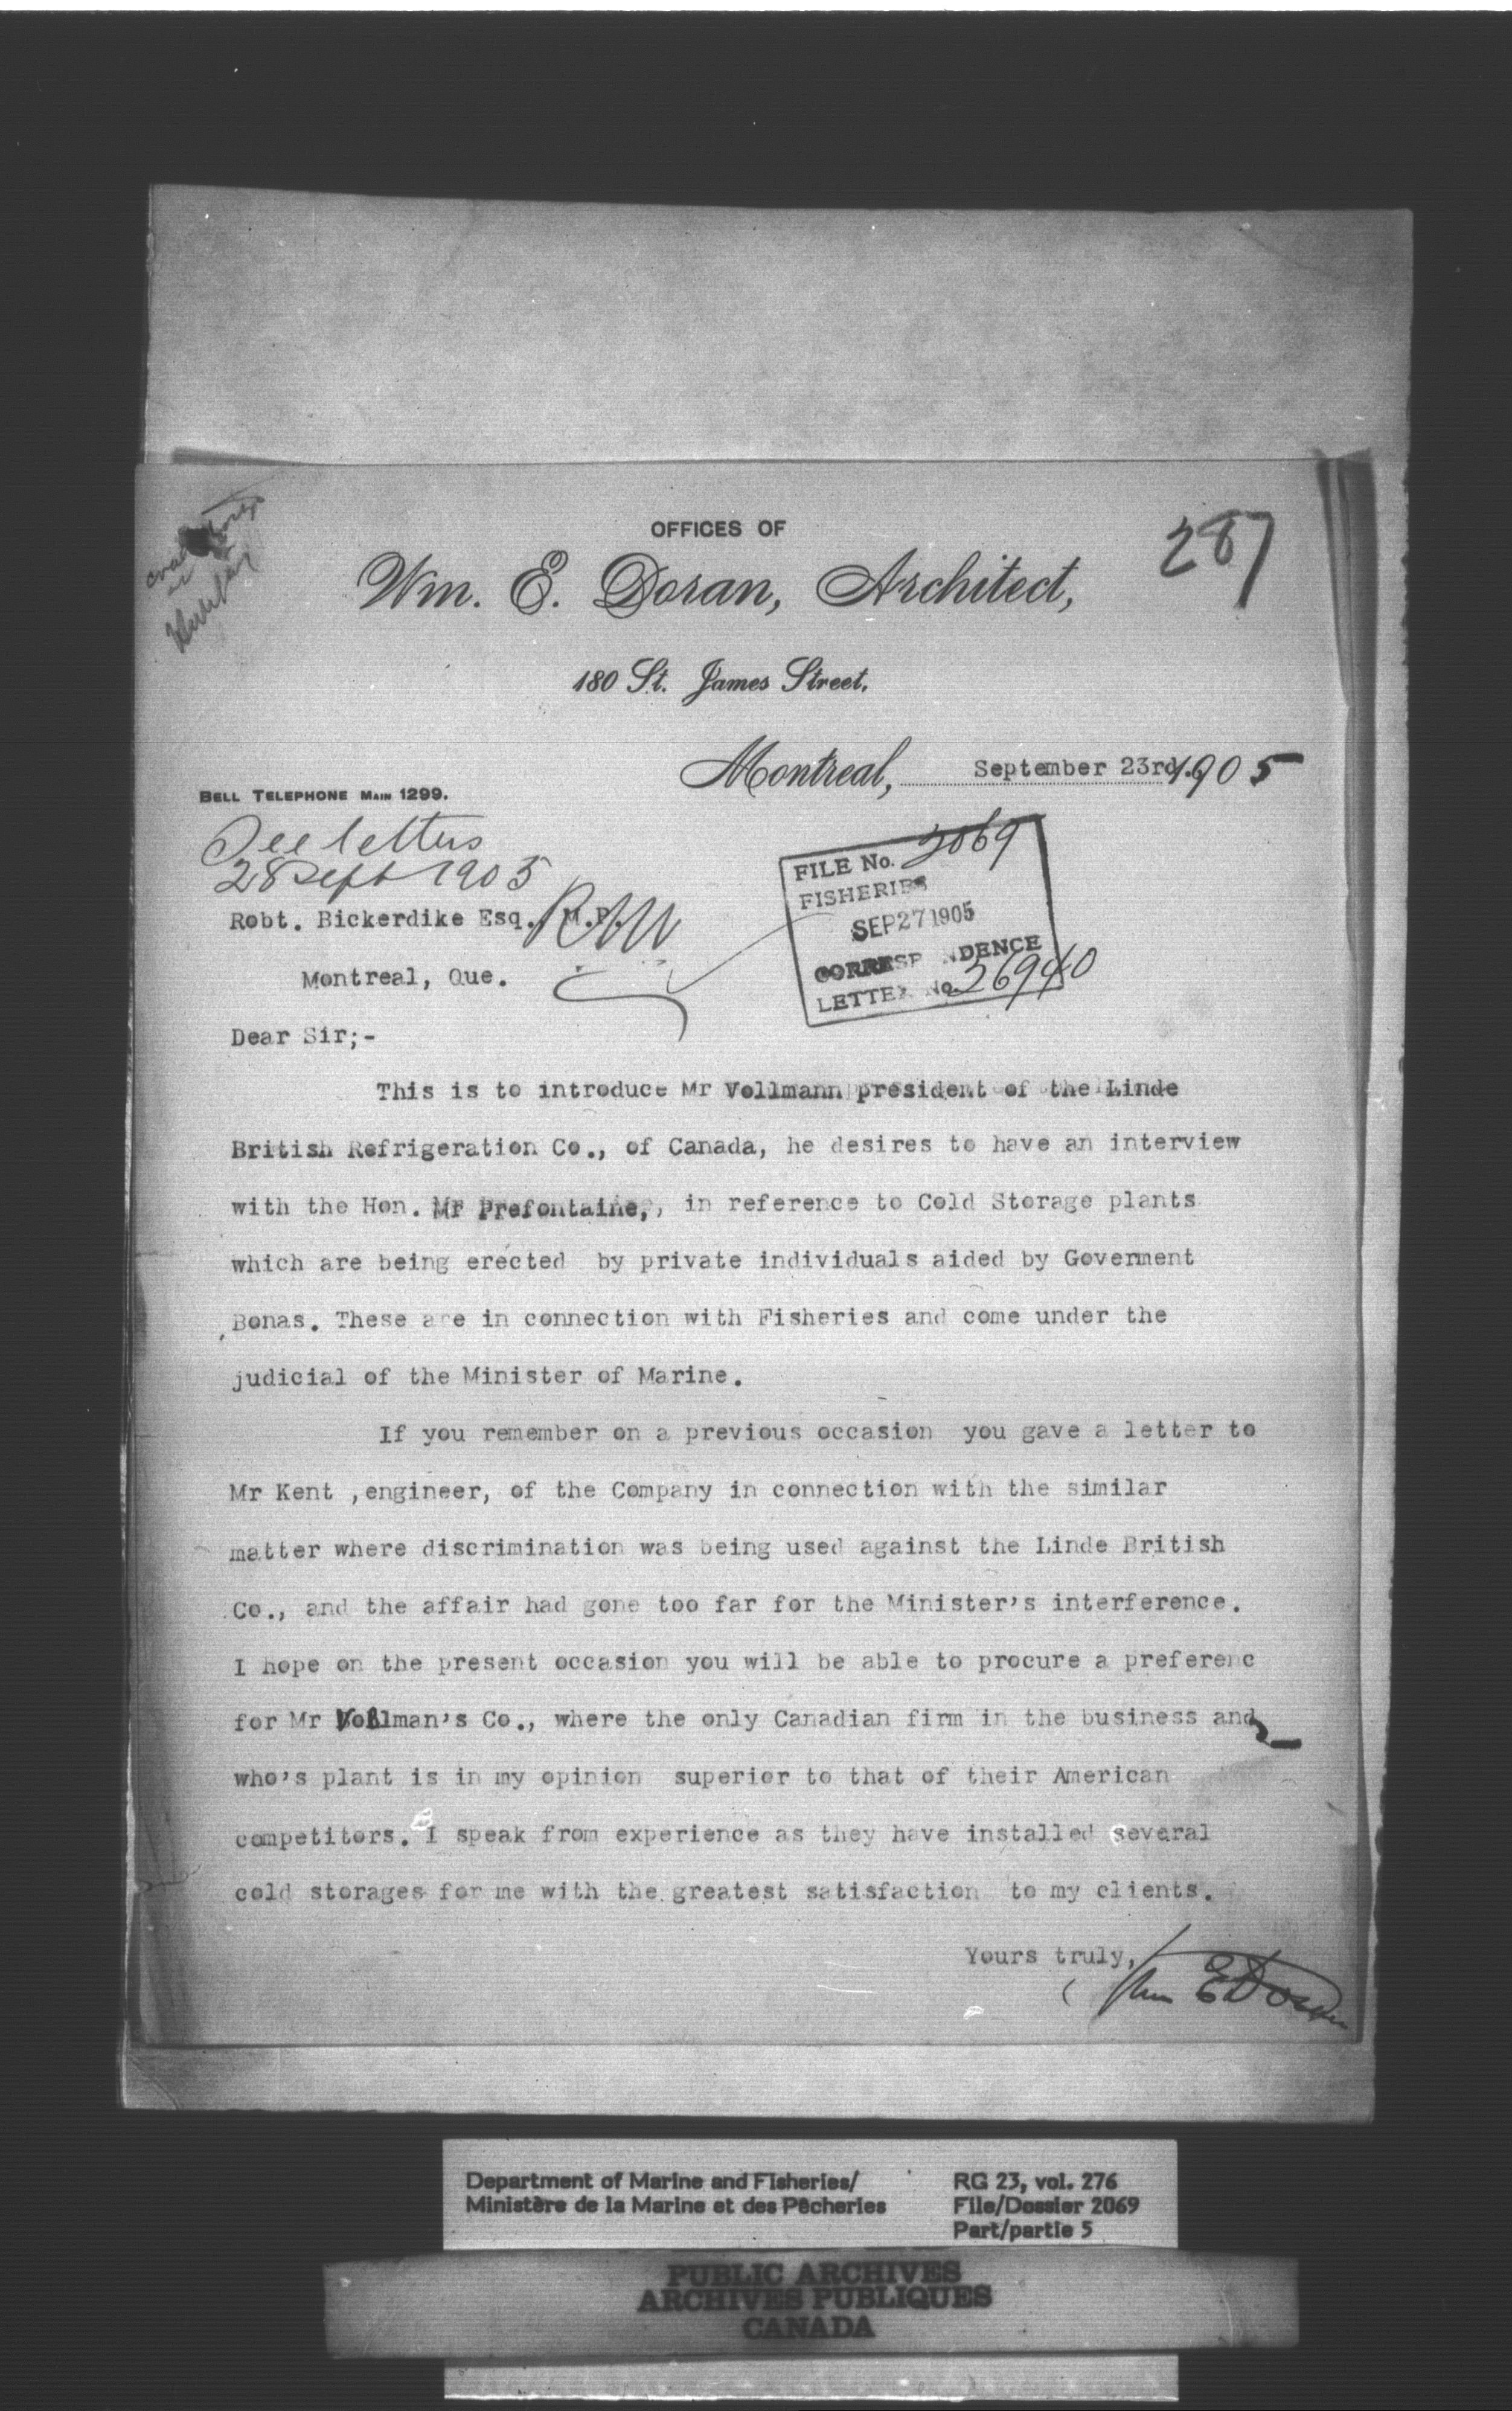 287
OFFICES OF
Wm. E. Doran, Architect,
180 St. James Street.
Montreal, September 23rd. 1905
BELL TELEPHONE MAIN 1299.
See letters
28 Sept 1905
FILE No. 2069
FISHERIES
SEP 27 1905
CORRESPNDENCE
LETTER No. 26940
Robt. Bickerdike Esq. M.P.
Montreal, Que.
Dear Sir;-
This is to introduce Mr Vollmann president of the Linde
British Refrigeration Co., of Canada, he desires to have an interview
with the Hon. Mr Prefontaine, in reference to Cold Storage plants
which are being erected by private individuals aided by Goverment
Bonas. These are in connection with Fisheries and come under the
judicial of the Minister of Marine.
If you remember on a previous occasion you gave a letter to
Mr Kent ,engineer, of the Company in connection with the similar
matter where discrimination was being used against the Linde British
Co., and the affair had gone too far for the Minister's interference.
I hope on the present occasion you will be able to procure a preferenc
for Mr Vollman's Co., where the only Canadian firm in the business and
who's plant is in my opinion superior to that of their American
competitors. I speak from experience as they have installed several
cold storages for me with the greatest satisfaction to my clients.
Yours truly,
Wm E Doran
Department of Marine and Fisheries/
Ministère de la Marine et des Pêcheries
RG 23, vol. 276
File/Dossier 2069
Part/partie 5
PUBLIC ARCHIVES
ARCHIVES PUBLIQUES
CANADA